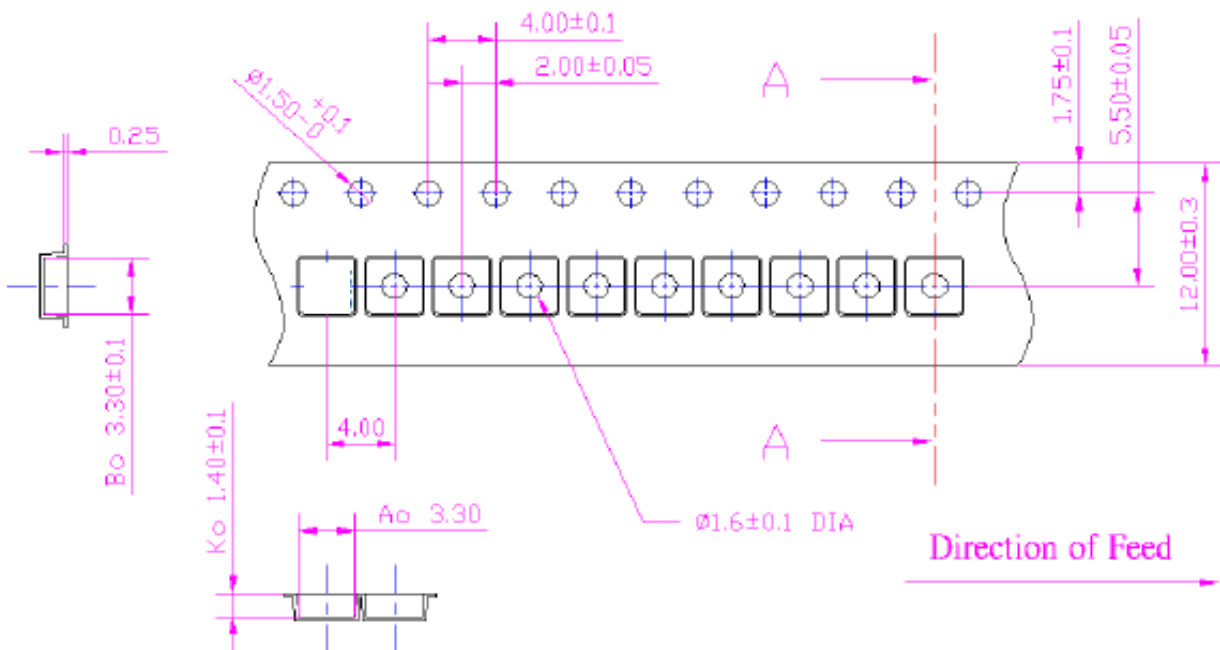 4.00±0.1
2.00±0.05
Ø1.50 +0.1 -0
A
1.75±0.1
5.50±0.05
0.25
12.00±0.3
Bo 3.30±0.1
4.00
A
Ko 1.40±0.1
Ao 3.30
Ø1.6±0.1 DIA
Direction of Feed